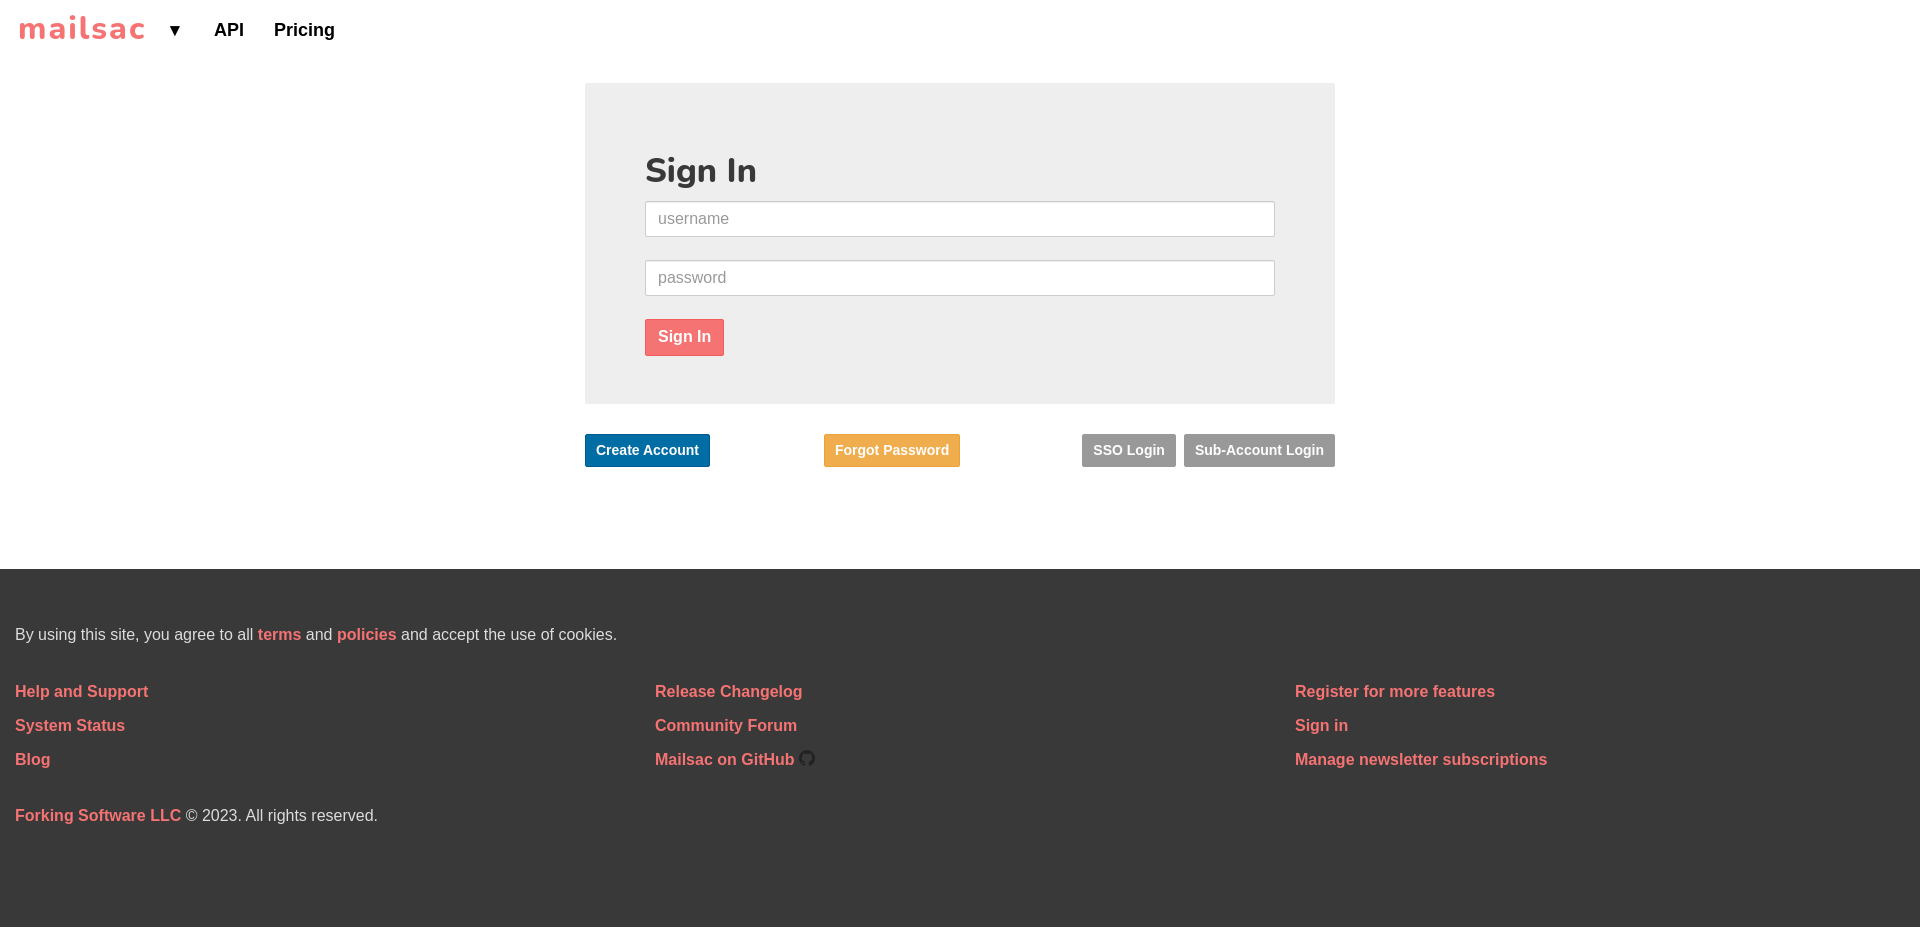 mailsac ▼ API Pricing
Sign In
username
password
Sign In
Create Account Forgot Password SSO Login Sub-Account Login
By using this site, you agree to all terms and policies and accept the use of cookies.
Help and Support Release Changelog Register for more features
System Status Community Forum Sign in
Blog Mailsac on GitHub Manage newsletter subscriptions
Forking Software LLC © 2023. All rights reserved.